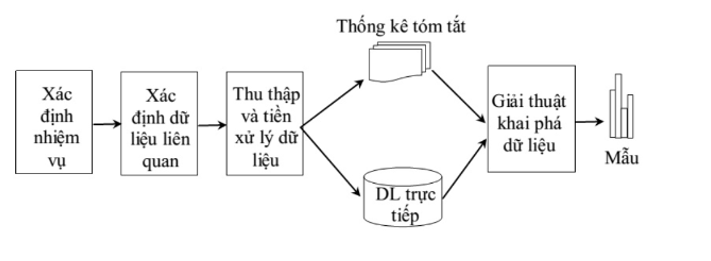 Thống kê tóm tắt
Xác
định
nhiệm
vụ
Xác
định dữ
liệu liên
quan
Thu thập
và tiền
xử lý dữ
liệu
DL trực
tiếp
Giải thuật
khai phá
dữ liệu
Mẫu